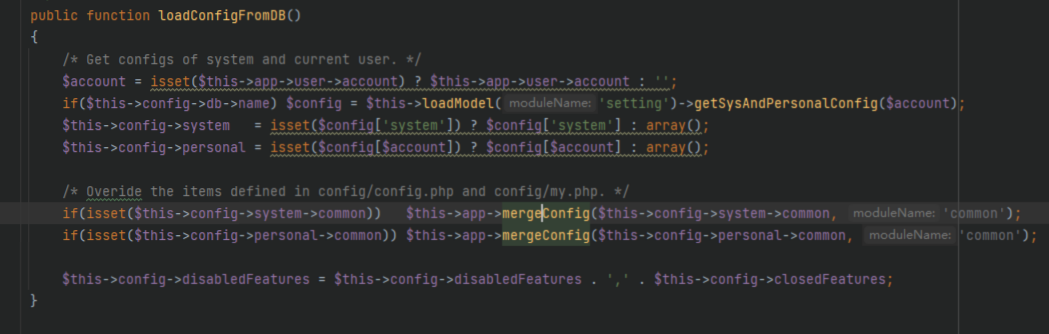 public function loadConfigFromDB()
{
/* Get configs of system and current user. */
$account = isset($this->app->user->account) ? $this->app->user->account : '';
if($this->config->db->name) $config = $this->loadModel( moduleName: 'setting')->getSysAndPersonalConfig($account);
$this->config->system   = isset($config['system']) ? $config['system'] : array();
$this->config->personal = isset($config[$account]) ? $config[$account] : array();
/* Overide the items defined in config/config.php and config/my.php. */
if(isset($this->config->system->common))   $this->app->mergeConfig($this->config->system->common, moduleName: 'common');
if(isset($this->config->personal->common)) $this->app->mergeConfig($this->config->personal->common, moduleName: 'common');
$this->config->disabledFeatures = $this->config->disabledFeatures . ',' . $this->config->closedFeatures;
}